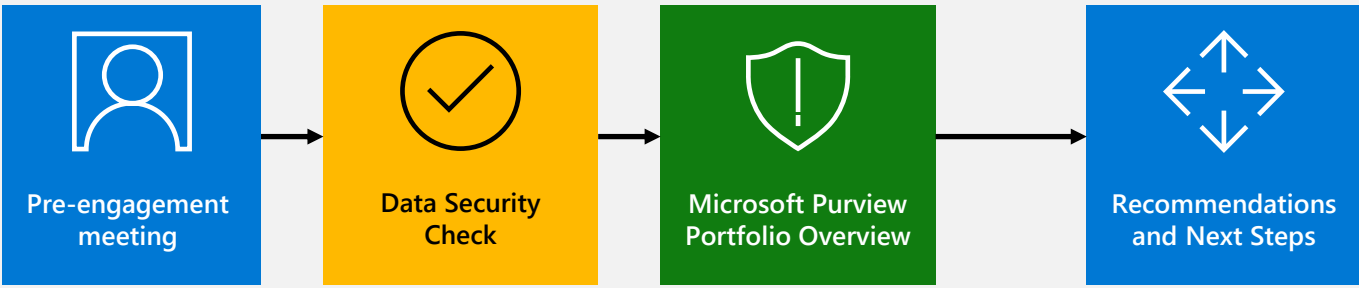 Pre-engagement
meeting
Data Security
Check
Microsoft Purview
Portfolio Overview
Recommendations
and Next Steps